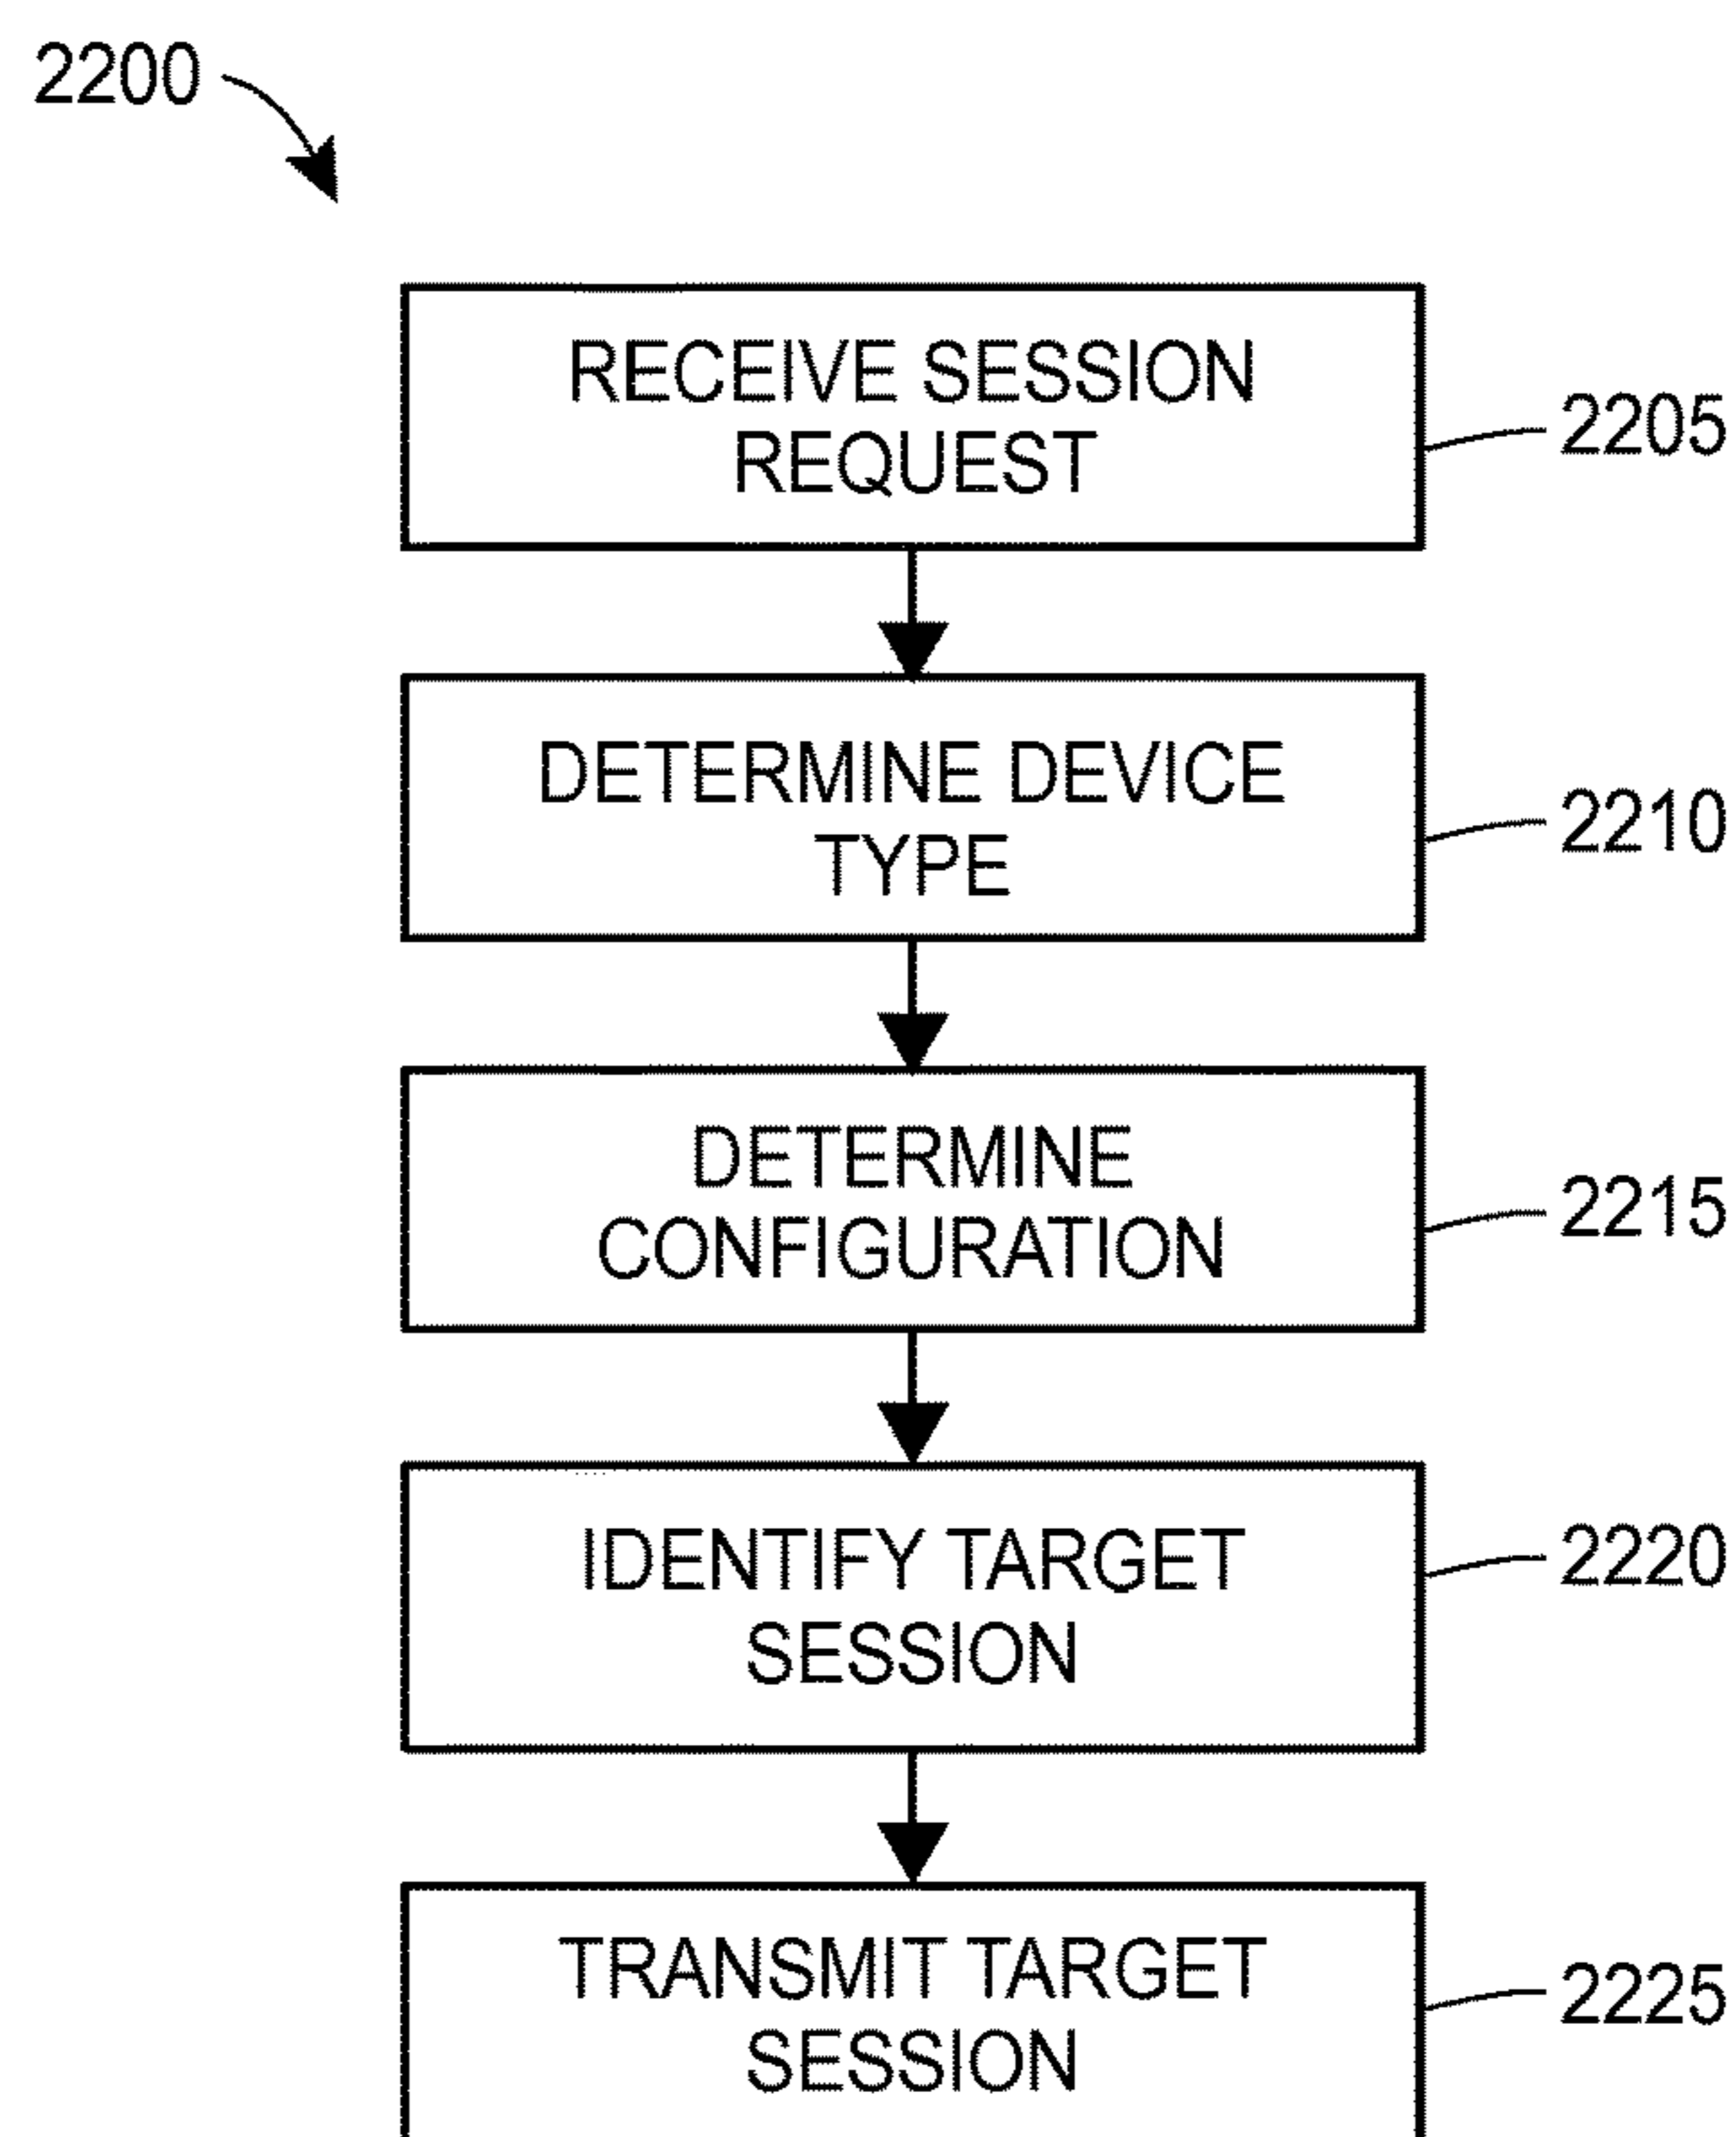 2200
RECEIVE SESSION
REQUEST
2205
DETERMINE DEVICE
TYPE
2210
DETERMINE
CONFIGURATION
2215
IDENTIFY TARGET
SESSION
2220
TRANSMIT TARGET
SESSION
2225